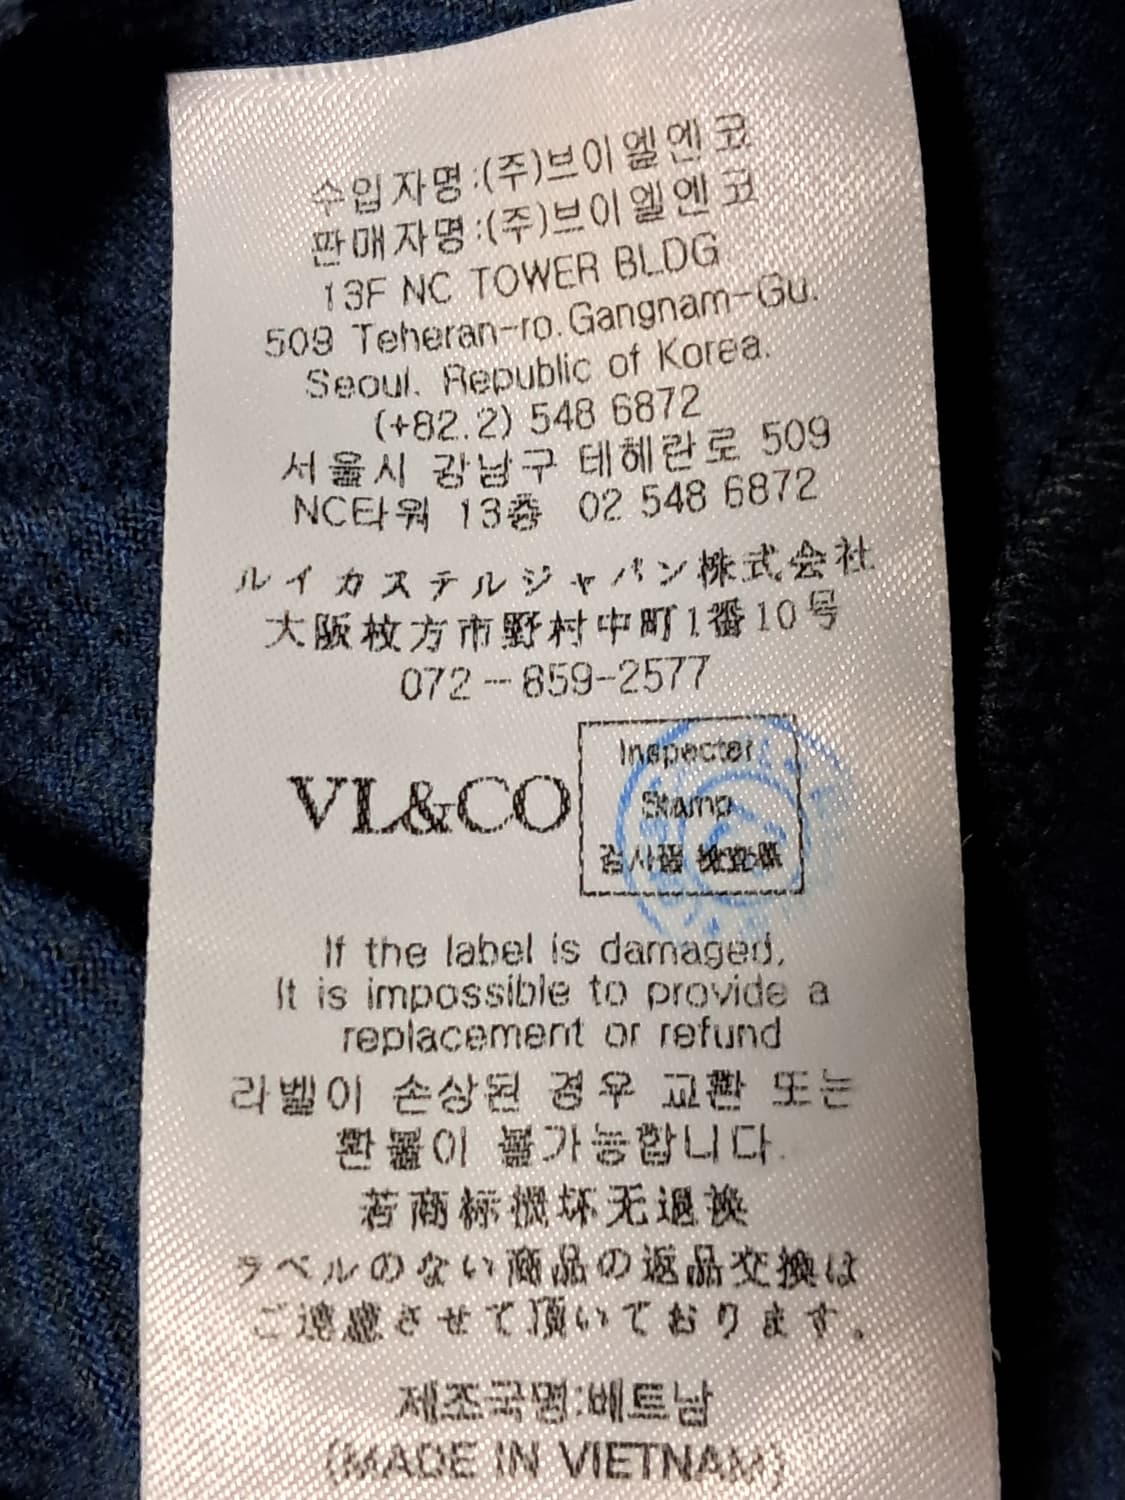 수입자명:(주)브이엘엔코
판매자명:(주)브이엘엔코
13F NC TOWER BLDG
509 Teheran-ro. Gangnam-Gu.
Seoul. Republic of Korea.
(+82.2) 548 6872
서울시 강남구 테헤란로 509
NC타워 13층 02 548 6872
ルイカステルジャパン株式会社
大阪枚方市野村中町1番10号
072-859-2577
VL&CO
Inspecter
Stamp
If the label is damaged,
It is impossible to provide a
replacement or refund
라벨이 손상된 경우 교환 또는
환불이 불가능합니다.
若商标损坏无退换
ラベルのない商品の返品交換は
ご遠慮させて頂いております。
제조국명:베트남
(MADE IN VIETNAM)